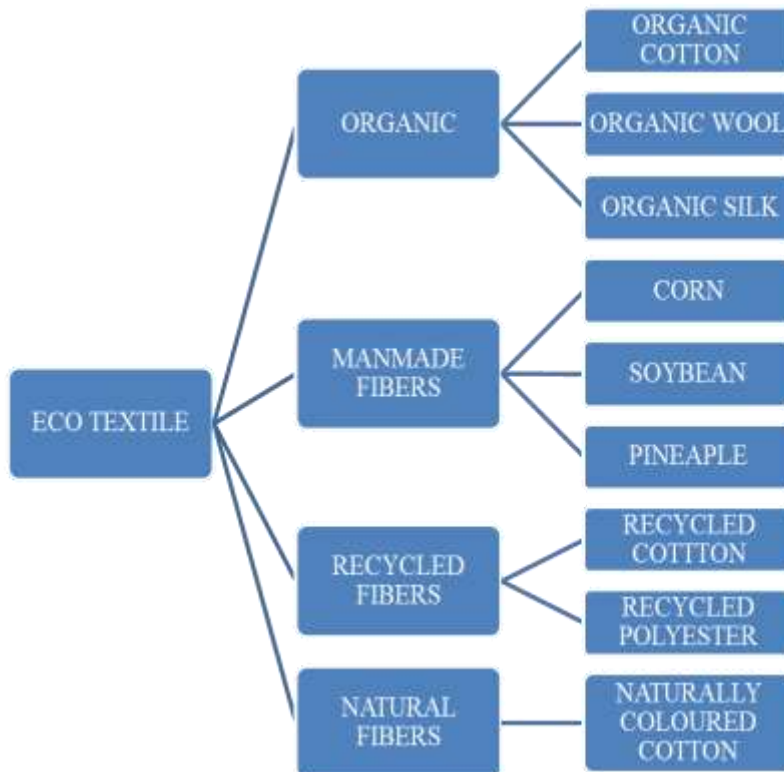 ECO TEXTILE
ORGANIC
ORGANIC
COTTON
ORGANIC WOOL
ORGANIC SILK
MANMADE
FIBERS
CORN
SOYBEAN
PINEAPLE
RECYCLED
FIBERS
RECYCLED
COTTTON
RECYCLED
POLYESTER
NATURAL
FIBERS
NATURALLY
COLOURED
COTTON